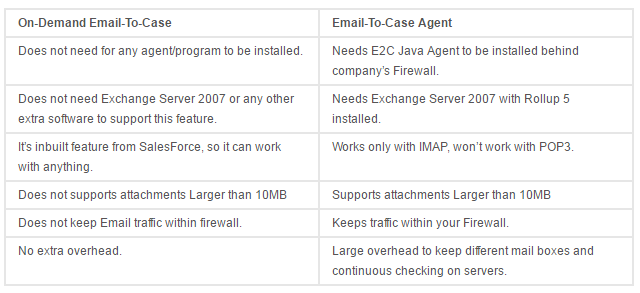 On-Demand Email-To-Case
Email-To-Case Agent
Does not need for any agent/program to be installed.
Needs E2C Java Agent to be installed behind
company's Firewall.
Does not need Exchange Server 2007 or any other
extra software to support this feature.
Needs Exchange Server 2007 with Rollup 5
installed.
It's inbuilt feature from SalesForce, so it can work
with anything.
Works only with IMAP, won't work with POP3.
Does not supports attachments Larger than 10MB
Supports attachments Larger than 10MB
Does not keep Email traffic within firewall.
Keeps traffic within your Firewall.
No extra overhead.
Large overhead to keep different mail boxes and
continuous checking on servers.